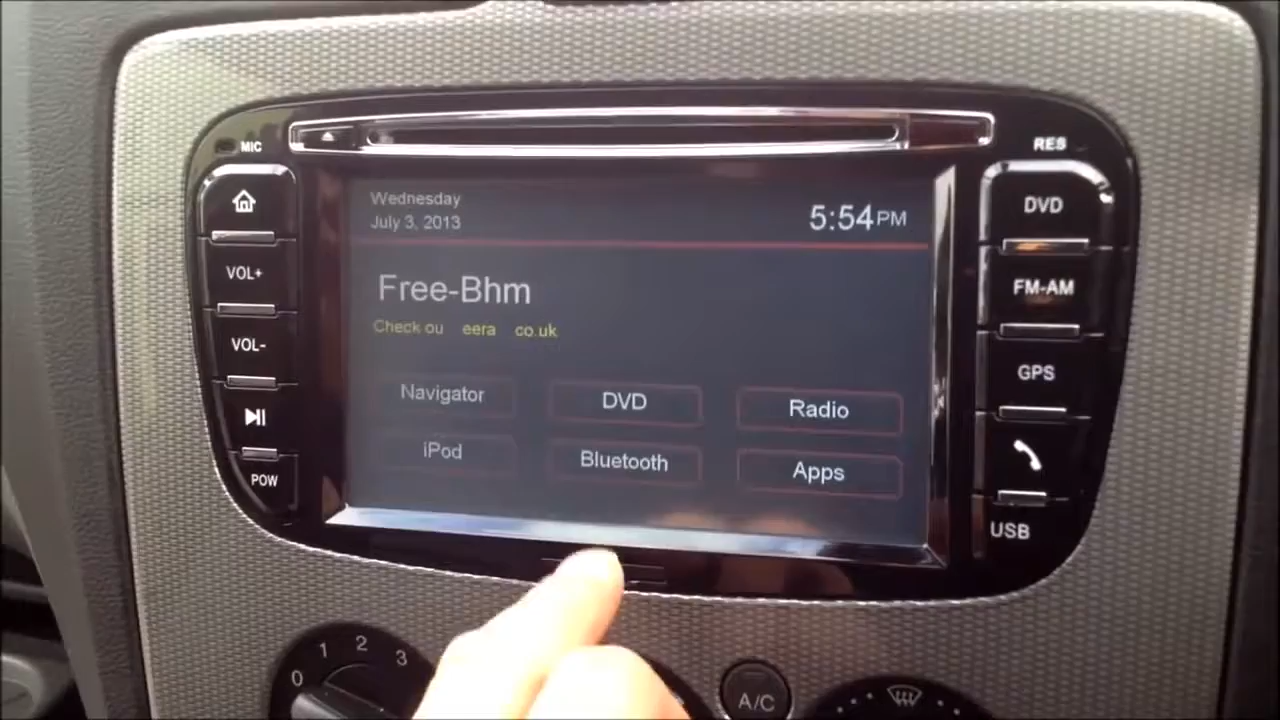 MIC
RES
VOL+
VOL-
POW
Wednesday
July 3, 2013
5:54 PM
Free-Bhm
Check ou eera co.uk
Navigator
DVD
Radio
iPod
Bluetooth
Apps
DVD
FM-AM
GPS
USB
0 1 2 3
A/C